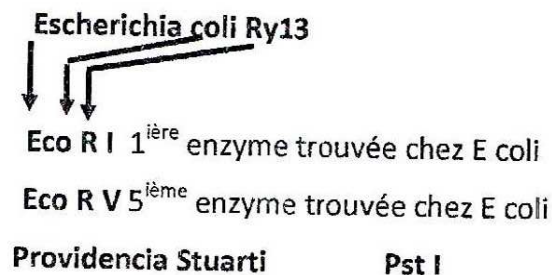 Escherichia coli Ry13
Eco R I 1ière enzyme trouvée chez E coli
Eco R V 5ième enzyme trouvée chez E coli
Providencia Stuarti Pst I